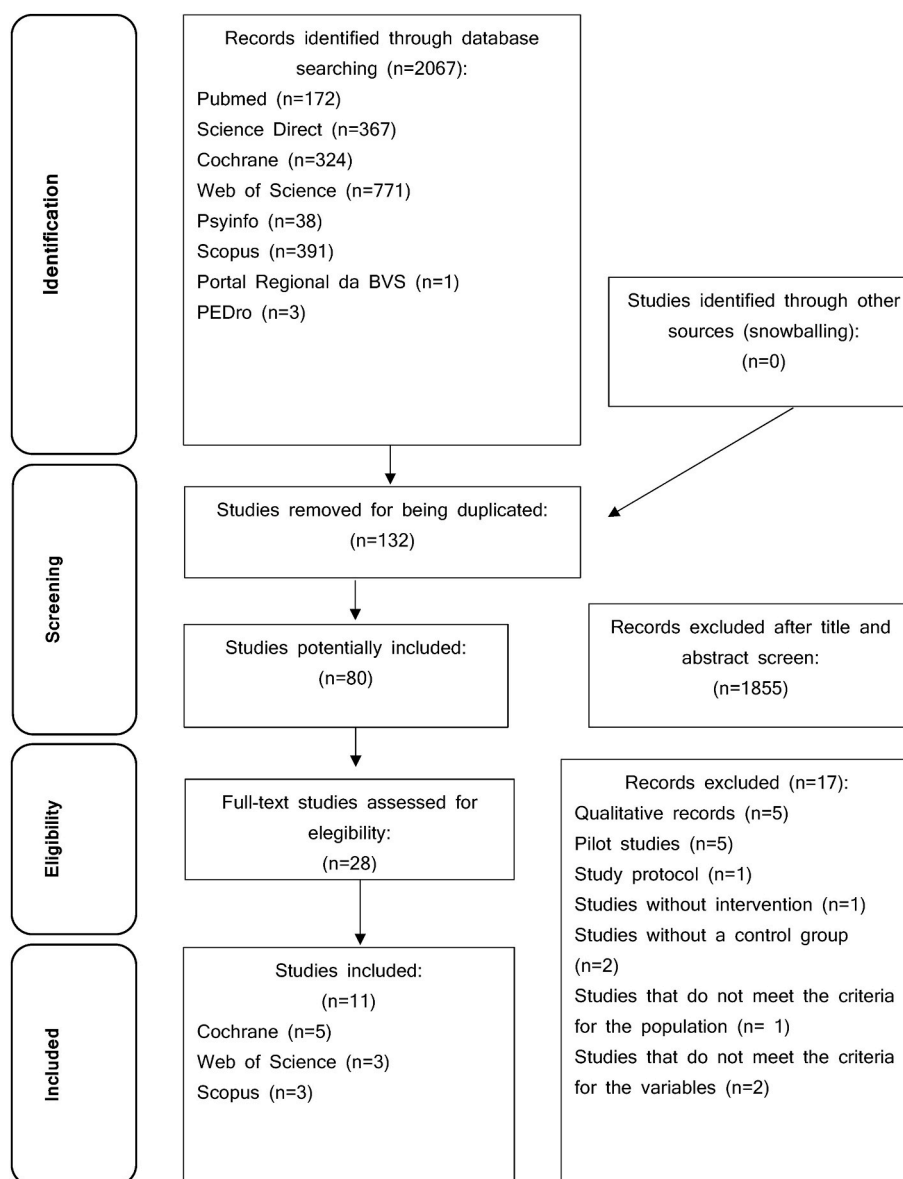 Identification
Records identified through database
searching (n=2067):
Pubmed (n=172)
Science Direct (n=367)
Cochrane (n=324)
Web of Science (n=771)
Psyinfo (n=38)
Scopus (n=391)
Portal Regional da BVS (n=1)
PEDro (n=3)
Studies identified through other
sources (snowballing):
(n=0)
Screening
Studies removed for being duplicated:
(n=132)
Studies potentially included:
(n=80)
Records excluded after title and
abstract screen:
(n=1855)
Eligibility
Full-text studies assessed for
elegibility:
(n=28)
Records excluded (n=17):
Qualitative records (n=5)
Pilot studies (n=5)
Study protocol (n=1)
Studies without intervention (n=1)
Studies without a control group
(n=2)
Studies that do not meet the criteria
for the population (n= 1)
Studies that do not meet the criteria
for the variables (n=2)
Included
Studies included:
(n=11)
Cochrane (n=5)
Web of Science (n=3)
Scopus (n=3)